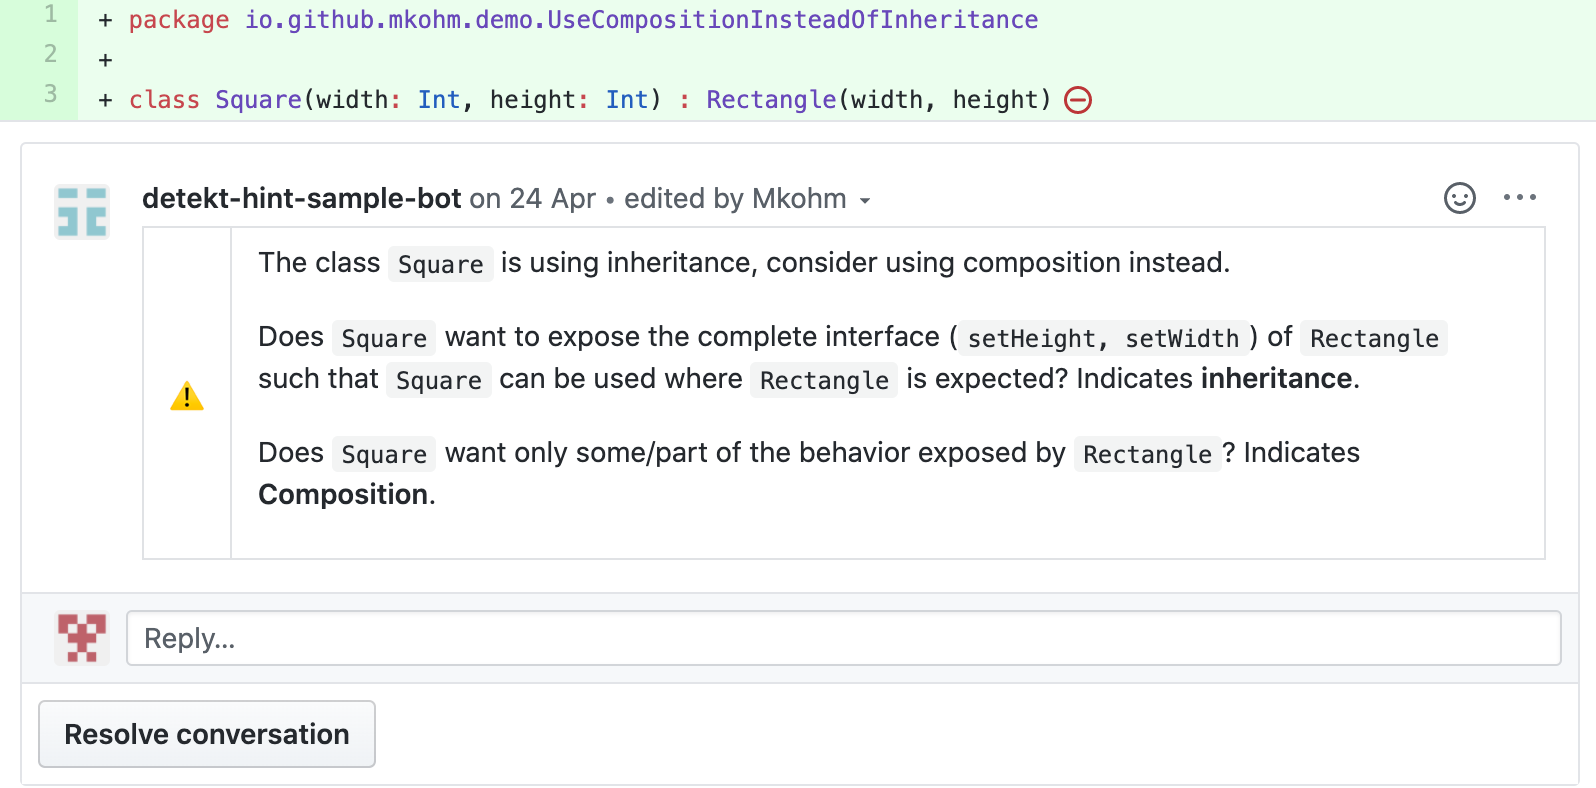 1 + package io.github.mkohm.demo.UseCompositionInsteadOfInheritance
2 +
3 + class Square(width: Int, height: Int) : Rectangle(width, height)
detekt-hint-sample-bot on 24 Apr • edited by Mkohm
The class Square is using inheritance, consider using composition instead.
Does Square want to expose the complete interface ( setHeight, setWidth ) of Rectangle
such that Square can be used where Rectangle is expected? Indicates inheritance.
Does Square want only some/part of the behavior exposed by Rectangle ? Indicates
Composition.
Reply...
Resolve conversation